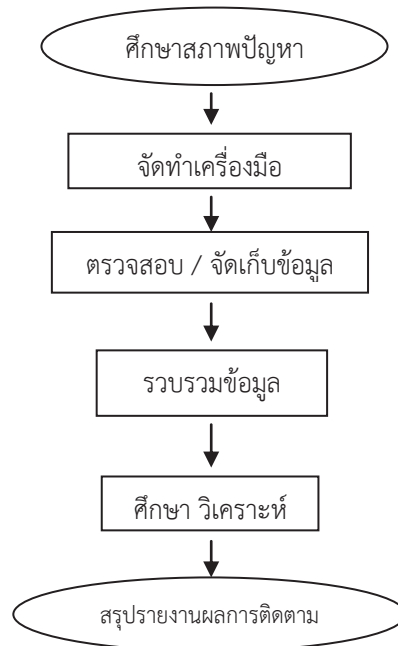 ศึกษาสภาพปัญหา
จัดทำเครื่องมือ
ตรวจสอบ / จัดเก็บข้อมูล
รวบรวมข้อมูล
ศึกษา วิเคราะห์
สรุปรายงานผลการติดตาม